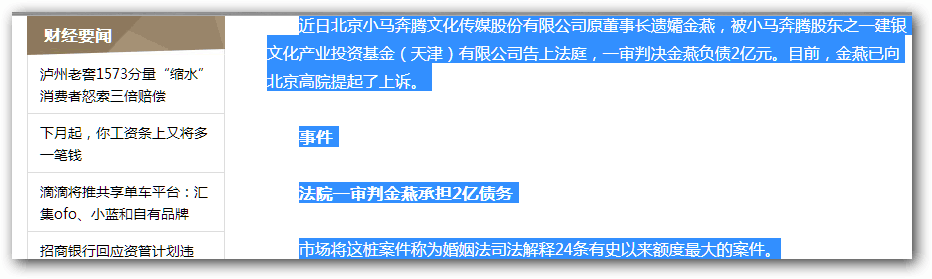 财经要闻
泸州老窖1573分量“缩水”
消费者怒索三倍赔偿
下月起，你工资条上又将多
一笔钱
滴滴将推共享单车平台：汇
集ofo、小蓝和自有品牌
招商银行回应资管计划违
近日北京小马奔腾文化传媒股份有限公司原董事长遗孀金燕，被小马奔腾股东之一建银
文化产业投资基金（天津）有限公司告上法庭，一审判决金燕负债2亿元。目前，金燕已向
北京高院提起了上诉。
事件
法院一审判金燕承担2亿债务
市场将这桩案件称为婚姻法司法解释24条有史以来额度最大的案件。